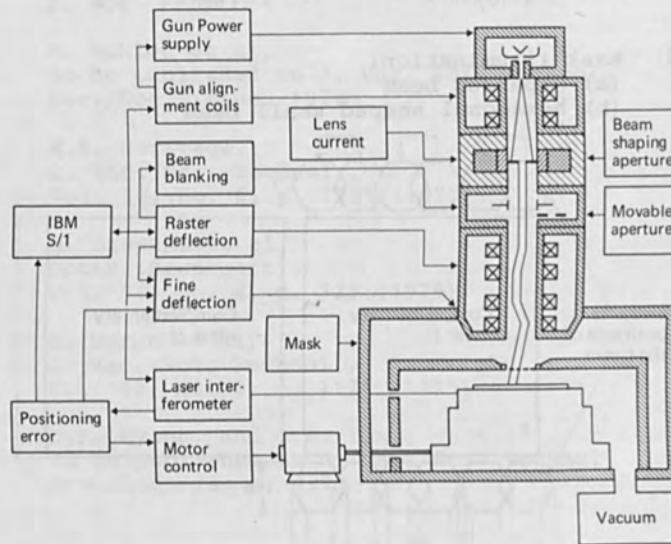 Gun Power
supply
Gun align-
ment coils
Lens
current
Beam
shaping
aperture
Beam
blanking
IBM
S/1
Raster
deflection
Movable
aperture
Fine
deflection
Mask
Laser inter-
ferometer
Positioning
error
Motor
control
Vacuum